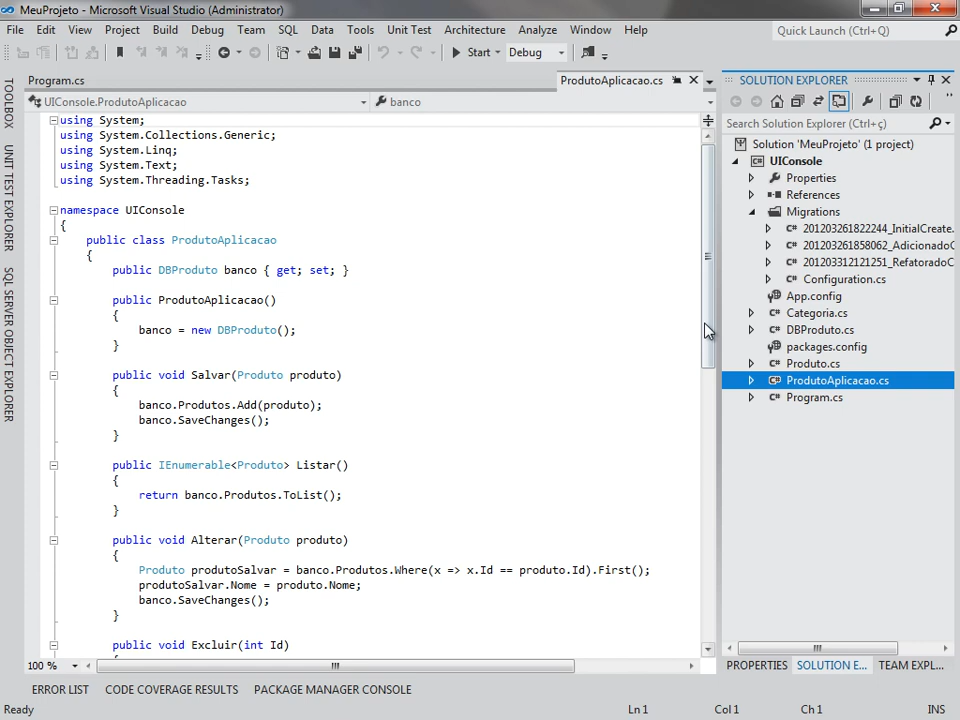 MeuProjeto - Microsoft Visual Studio (Administrator)
File Edit View Project Build Debug Team SQL Data Tools Unit Test Architecture Analyze Window Help Quick Launch (Ctrl+Q)
Start Debug
TOOLBOX
UNIT TEST EXPLORER
SQL SERVER OBJECT EXPLORER
Program.cs ProdutoAplicacao.cs
UIConsole.ProdutoAplicacao banco
using System;
using System.Collections.Generic;
using System.Linq;
using System.Text;
using System.Threading.Tasks;
namespace UIConsole
{
public class ProdutoAplicacao
{
public DBProduto banco { get; set; }
public ProdutoAplicacao()
{
banco = new DBProduto();
}
public void Salvar(Produto produto)
{
banco.Produtos.Add(produto);
banco.SaveChanges();
}
public IEnumerable<Produto> Listar()
{
return banco.Produtos.ToList();
}
public void Alterar(Produto produto)
{
Produto produtoSalvar = banco.Produtos.Where(x => x.Id == produto.Id).First();
produtoSalvar.Nome = produto.Nome;
banco.SaveChanges();
}
public void Excluir(int Id)
100 %
SOLUTION EXPLORER
Search Solution Explorer (Ctrl+ç)
Solution 'MeuProjeto' (1 project)
UIConsole
Properties
References
Migrations
201203261822244_InitialCreate.
201203261858062_AdicionadoC
201203312121251_RefatoradoC
Configuration.cs
App.config
Categoria.cs
DBProduto.cs
packages.config
Produto.cs
ProdutoAplicacao.cs
Program.cs
PROPERTIES SOLUTION E... TEAM EXPL...
ERROR LIST CODE COVERAGE RESULTS PACKAGE MANAGER CONSOLE
Ready Ln 1 Col 1 Ch 1 INS